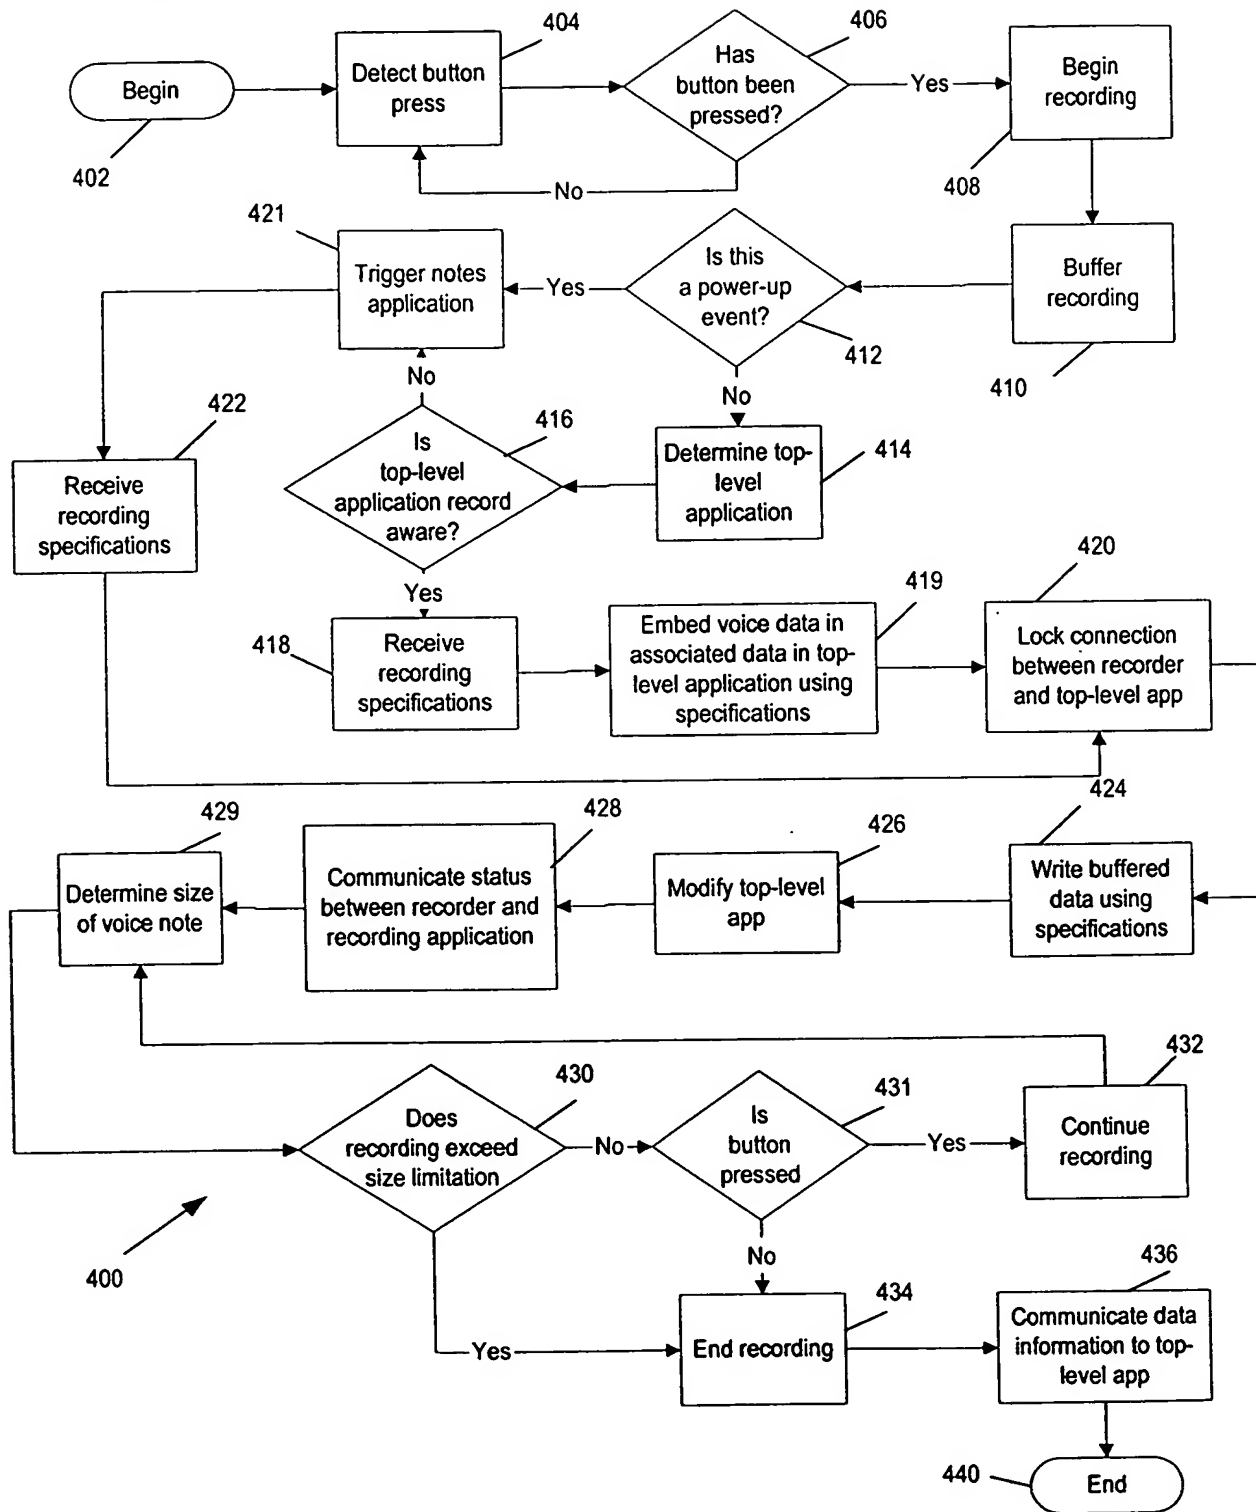 404
406
Begin
Detect button
press
Has
button been
pressed?
Yes
Begin
recording
402
No
408
421
Trigger notes
application
Yes
Is this
a power-up
event?
Buffer
recording
412
410
No
No
422
416
Is
top-level
application record
aware?
Determine top-
level
application
414
Receive
recording
specifications
Yes
419
420
418
Receive
recording
specifications
Embed voice data in
associated data in top-
level application using
specifications
Lock connection
between recorder
and top-level app
424
429
428
426
Determine size
of voice note
Communicate status
between recorder and
recording application
Modify top-level
app
Write buffered
data using
specifications
432
430
431
Does
recording exceed
size limitation
No
Is
button
pressed
Yes
Continue
recording
400
No
436
434
Yes
End recording
Communicate data
information to top-
level app
440
End